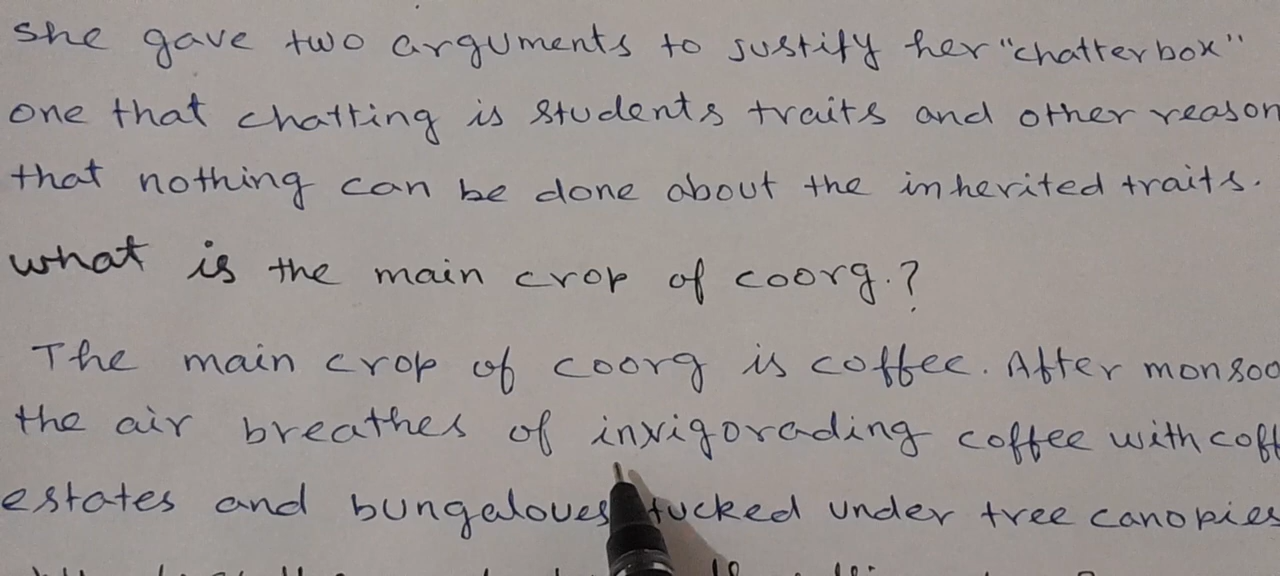 she gave two arguments to justify her "chatterbox"
one that chatting is students traits and other reason
that nothing can be done about the inherited traits.
what is the main crop of coorg.?
The main crop of coorg is coffee. After monsoo
the air breathes of invigorading coffee with coff
estates and bungaloves tucked under tree canopies